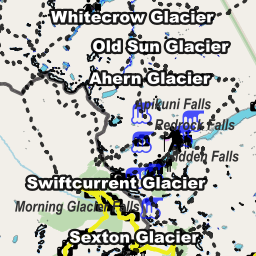 Whitecrow Glacier
Old Sun Glacier
Ahern Glacier
Apikuni Falls
Redrock Falls
Hidden Falls
Swiftcurrent Glacier
Morning Glacier Falls
Sexton Glacier